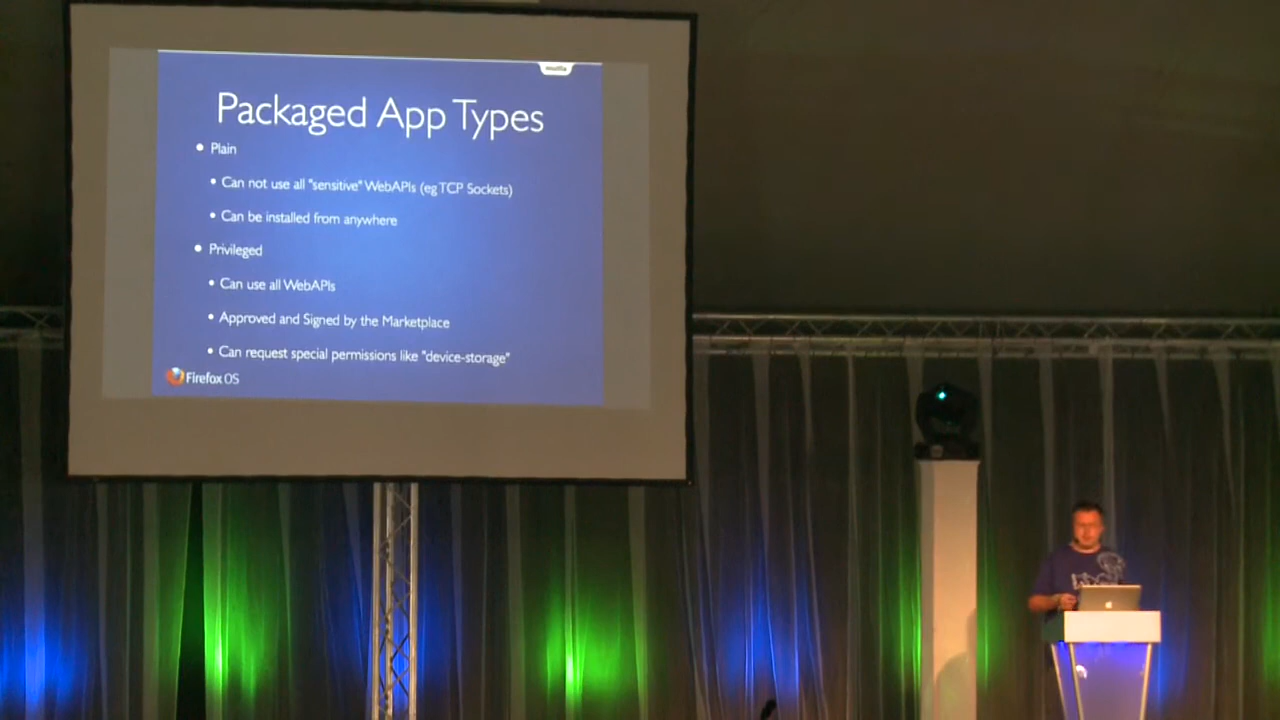 mozilla
Packaged App Types
• Plain
• Can not use all "sensitive" WebAPIs (eg TCP Sockets)
• Can be installed from anywhere
• Privileged
• Can use all WebAPIs
• Approved and Signed by the Marketplace
• Can request special permissions like "device-storage"
Firefox OS